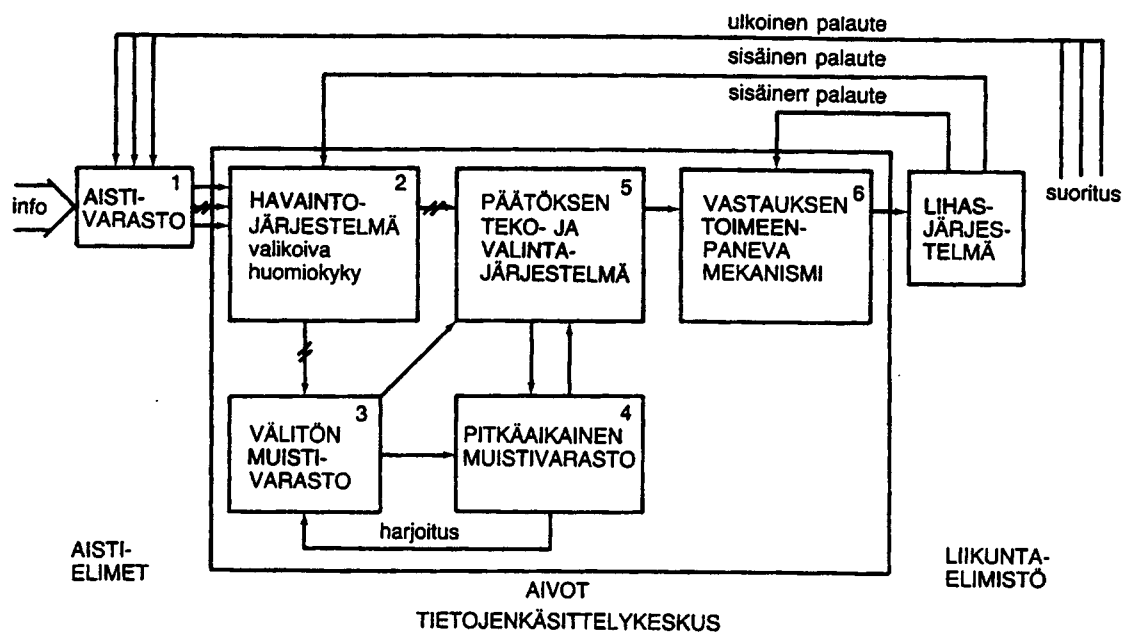 ulkoinen palaute
sisäinen palaute
sisäinerr palaute
info
1
AISTI-
VARASTO
2
HAVAINTO-
JÄRJESTELMÄ
valikoiva
huomiokyky
5
PÄÄTÖKSEN
TEKO- JA
VALINTA-
JÄRJESTELMÄ
6
VASTAUKSEN
TOIMEEN-
PANEVA
MEKANISMI
LIHAS-
JÄRJES-
TELMÄ
suoritus
3
VÄLITÖN
MUISTI-
VARASTO
4
PITKÄAIKAINEN
MUISTIVARASTO
harjoitus
AISTI-
ELIMET
AIVOT
TIETOJENKÄSITTELYKESKUS
LIIKUNTA-
ELIMISTÖ